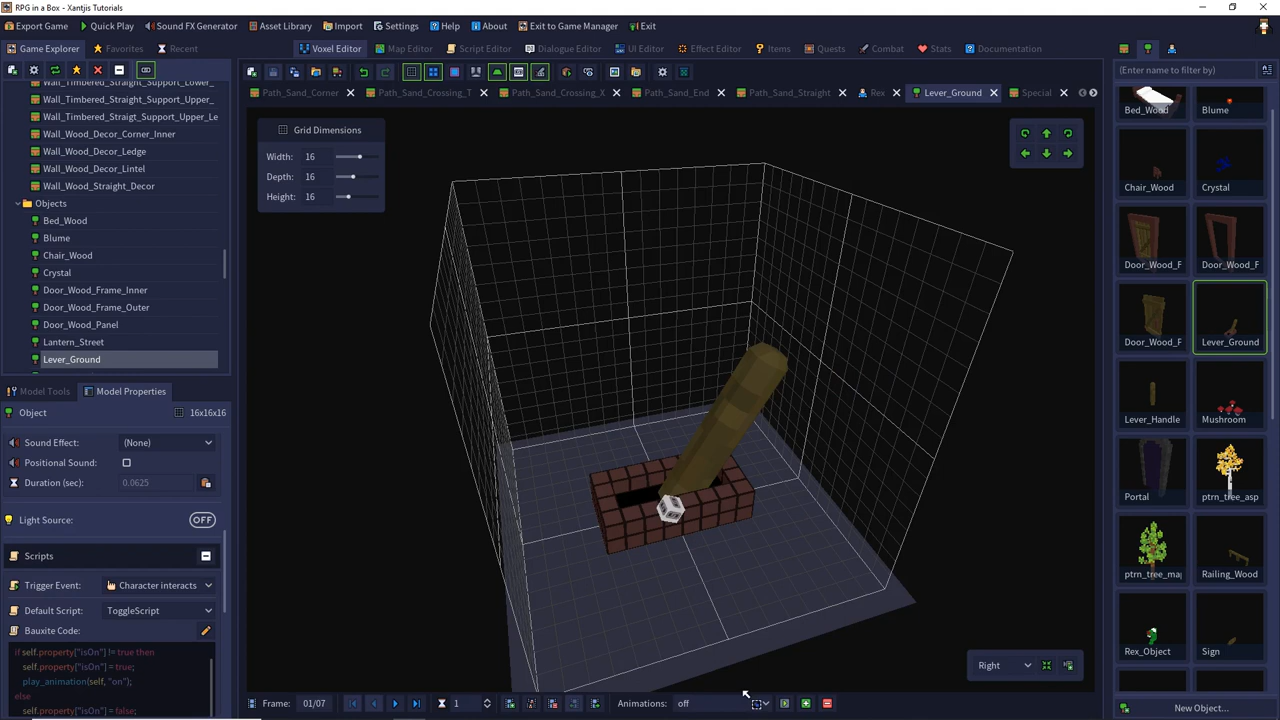 RPG in a Box - Xantjis Tutorials
Export Game Quick Play Sound FX Generator Asset Library Import Settings Help About Exit to Game Manager Exit
Game Explorer Favorites Recent
Voxel Editor Map Editor Script Editor Dialogue Editor UI Editor Effect Editor Items Quests Combat Stats Documentation
(Enter name to filter by)
Path_Sand_Corner Path_Sand_Crossing_T Path_Sand_Crossing_X Path_Sand_End Path_Sand_Straight Rex Lever_Ground Special
Wall_Timbered_Straight_Support_Lower_
Wall_Timbered_Straight_Support_Upper_
Wall_Timbered_Straigt_Support_Upper_Le
Wall_Wood_Decor_Corner_Inner
Wall_Wood_Decor_Ledge
Wall_Wood_Decor_Lintel
Wall_Wood_Straight_Decor
Objects
Bed_Wood
Blume
Chair_Wood
Crystal
Door_Wood_Frame_Inner
Door_Wood_Frame_Outer
Door_Wood_Panel
Lantern_Street
Lever_Ground
Model Tools Model Properties
Object 16x16x16
Sound Effect: (None)
Positional Sound:
Duration (sec): 0.0625
Light Source: OFF
Scripts
Trigger Event: Character interacts
Default Script: ToggleScript
Bauxite Code:
if self.property["isOn"] != true then
self.property["isOn"] = true;
play_animation(self, "on");
else
self.property["isOn"] = false;
Grid Dimensions
Width: 16
Depth: 16
Height: 16
Right
Frame: 01/07 1 Animations: off
Bed_Wood Blume
Chair_Wood Crystal
Door_Wood_F Door_Wood_F
Door_Wood_F Lever_Ground
Lever_Handle Mushroom
Portal ptrn_tree_asp
ptrn_tree_ma Railing_Wood
Rex_Object Sign
New Object...